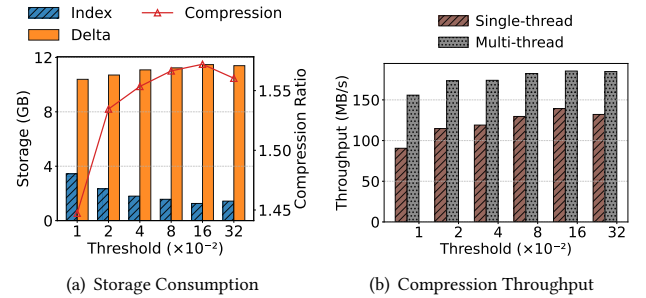 Index
Delta
Compression
12
8
4
0
Storage (GB)
1.55
1.50
1.45
Compression Ratio
1 2 4 8 16 32
Threshold (×10⁻²)
(a) Storage Consumption
Single-thread
Multi-thread
150
100
50
0
Throughput (MB/s)
1 2 4 8 16 32
Threshold (×10⁻²)
(b) Compression Throughput